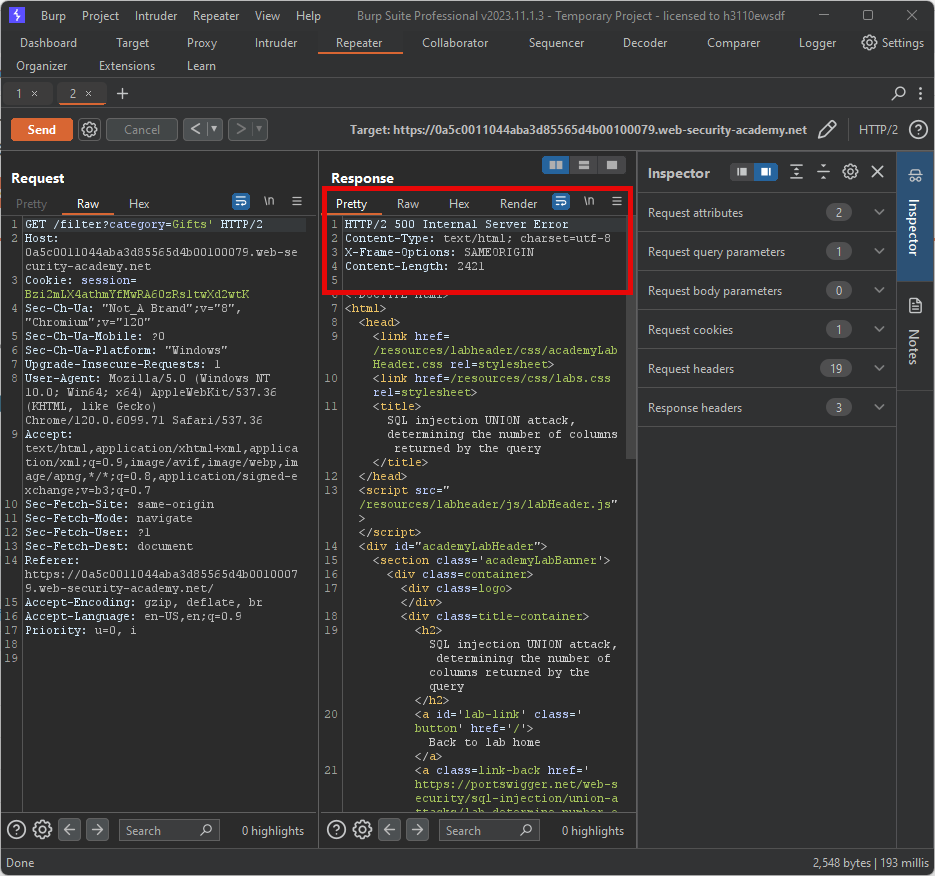 Burp Project Intruder Repeater View Help Burp Suite Professional v2023.11.1.3 - Temporary Project - licensed to h3110ewsdf
Dashboard Target Proxy Intruder Repeater Collaborator Sequencer Decoder Comparer Logger Settings
Organizer Extensions Learn
1 × 2 × +
Send Cancel < > Target: https://0a5c0011044aba3d85565d4b00100079.web-security-academy.net HTTP/2 ?
Request
Pretty Raw Hex \n
1 GET /filter?category=Gifts' HTTP/2
2 Host:
0a5c0011044aba3d85565d4b00100079.web-se
curity-academy.net
3 Cookie: session=
Bzi2mLX4athmYfMwRA60zRsltwXd2wtK
4 Sec-Ch-Ua: "Not_A Brand";v="8",
"Chromium";v="120"
5 Sec-Ch-Ua-Mobile: ?0
6 Sec-Ch-Ua-Platform: "Windows"
7 Upgrade-Insecure-Requests: 1
8 User-Agent: Mozilla/5.0 (Windows NT
10.0; Win64; x64) AppleWebKit/537.36
(KHTML, like Gecko)
Chrome/120.0.6099.71 Safari/537.36
9 Accept:
text/html,application/xhtml+xml,applica
tion/xml;q=0.9,image/avif,image/webp,im
age/apng,*/*;q=0.8,application/signed-e
xchange;v=b3;q=0.7
10 Sec-Fetch-Site: same-origin
11 Sec-Fetch-Mode: navigate
12 Sec-Fetch-User: ?1
13 Sec-Fetch-Dest: document
14 Referer:
https://0a5c0011044aba3d85565d4b0010007
9.web-security-academy.net/
15 Accept-Encoding: gzip, deflate, br
16 Accept-Language: en-US,en;q=0.9
17 Priority: u=0, i
18
19
? Search 0 highlights
Response
Pretty Raw Hex Render \n
1 HTTP/2 500 Internal Server Error
2 Content-Type: text/html; charset=utf-8
3 X-Frame-Options: SAMEORIGIN
4 Content-Length: 2421
5
6 <!DOCTYPE html>
7 <html>
8 <head>
9 <link href=
/resources/labheader/css/academyLab
Header.css rel=stylesheet>
10 <link href=/resources/css/labs.css
rel=stylesheet>
11 <title>
SQL injection UNION attack,
determining the number of columns
returned by the query
</title>
12 </head>
13 <script src="
/resources/labheader/js/labHeader.js"
>
</script>
14 <div id="academyLabHeader">
15 <section class='academyLabBanner'>
16 <div class=container>
17 <div class=logo>
</div>
18 <div class=title-container>
19 <h2>
SQL injection UNION attack,
determining the number of
columns returned by the
query
</h2>
20 <a id='lab-link' class='
button' href='/'>
Back to lab home
</a>
21 <a class=link-back href='
https://portswigger.net/web-s
ecurity/sql-injection/union-a
? Search 0 highlights
Inspector
Request attributes 2
Request query parameters 1
Request body parameters 0
Request cookies 1
Request headers 19
Response headers 3
Inspector
Notes
Done 2,548 bytes | 193 millis